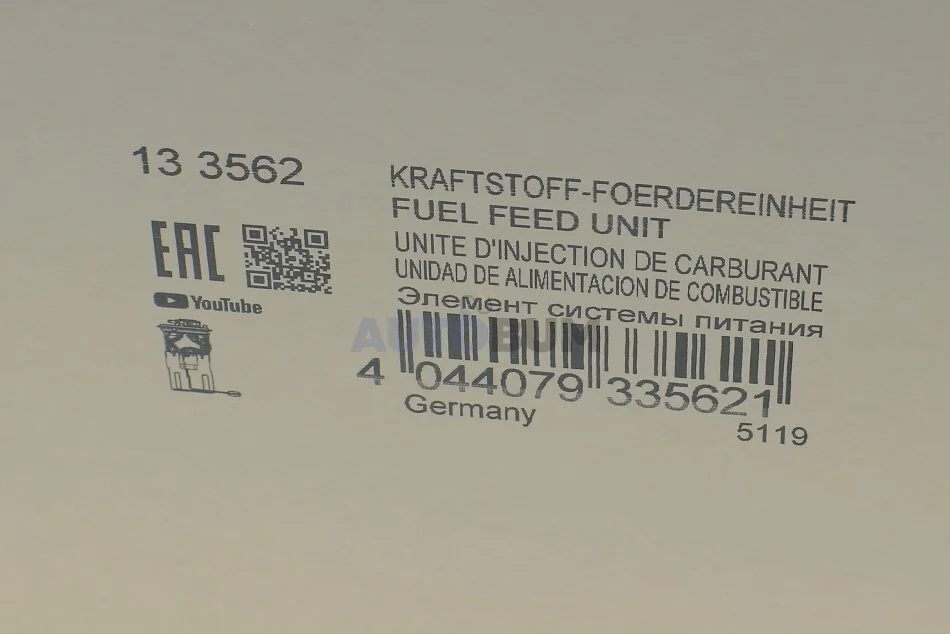 13 3562
KRAFTSTOFF-FOERDEREINHEIT
FUEL FEED UNIT
UNITE D'INJECTION DE CARBURANT
UNIDAD DE ALIMENTACION DE COMBUSTIBLE
Элемент системы питания
EAC
YouTube
AUTOBUM
4 044079 335621
Germany
5119